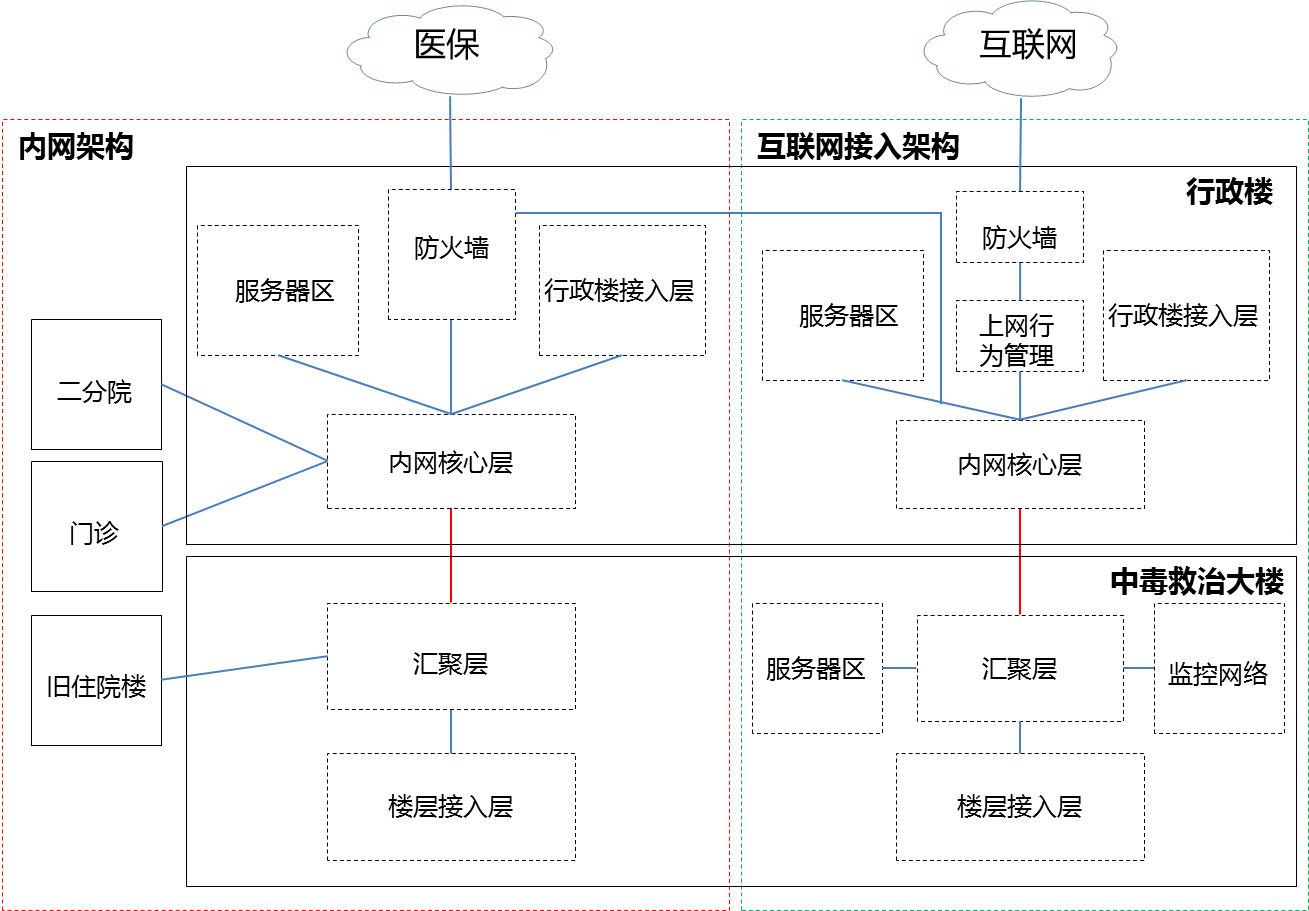 医保
互联网
内网架构
互联网接入架构
行政楼
防火墙
服务器区
行政楼接入层
防火墙
服务器区
上网行
为管理
行政楼接入层
二分院
内网核心层
内网核心层
门诊
中毒救治大楼
旧住院楼
汇聚层
服务器区
汇聚层
监控网络
楼层接入层
楼层接入层